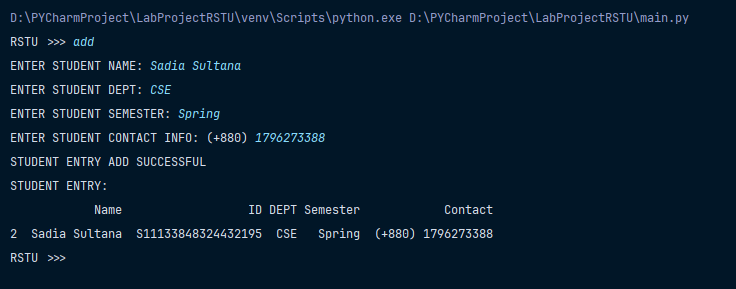 D:\PYCharmProject\LabProjectRSTU\venv\Scripts\python.exe D:\PYCharmProject\LabProjectRSTU\main.py
RSTU >>> add
ENTER STUDENT NAME: Sadia Sultana
ENTER STUDENT DEPT: CSE
ENTER STUDENT SEMESTER: Spring
ENTER STUDENT CONTACT INFO: (+880) 1796273388
STUDENT ENTRY ADD SUCCESSFUL
STUDENT ENTRY:
Name ID DEPT Semester Contact
2 Sadia Sultana S11133848324432195 CSE Spring (+880) 1796273388
RSTU >>>